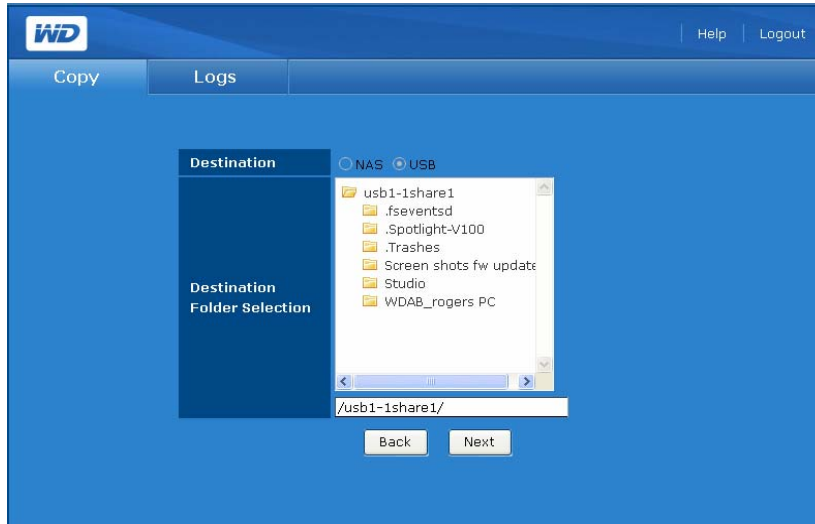 WD
Help
Logout
Copy
Logs
Destination
NAS
USB
Destination
Folder Selection
usb1-1share1
.fseventsd
.Spotlight-V100
.Trashes
Screen shots fw update
Studio
WDAB_rogers PC
/usb1-1share1/
Back
Next